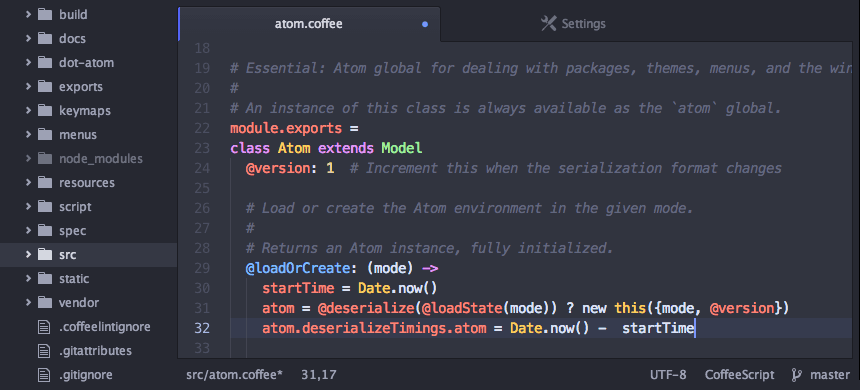 build
docs
dot-atom
exports
keymaps
menus
node_modules
resources
script
spec
src
static
vendor
.coffeelintignore
.gitattributes
.gitignore
atom.coffee
Settings
18
19 # Essential: Atom global for dealing with packages, themes, menus, and the win
20 #
21 # An instance of this class is always available as the `atom` global.
22 module.exports =
23 class Atom extends Model
24 @version: 1  # Increment this when the serialization format changes
25
26 # Load or create the Atom environment in the given mode.
27 #
28 # Returns an Atom instance, fully initialized.
29 @loadOrCreate: (mode) ->
30 startTime = Date.now()
31 atom = @deserialize(@loadState(mode)) ? new this({mode, @version})
32 atom.deserializeTimings.atom = Date.now() -  startTime
33
src/atom.coffee* 31,17 UTF-8 CoffeeScript master